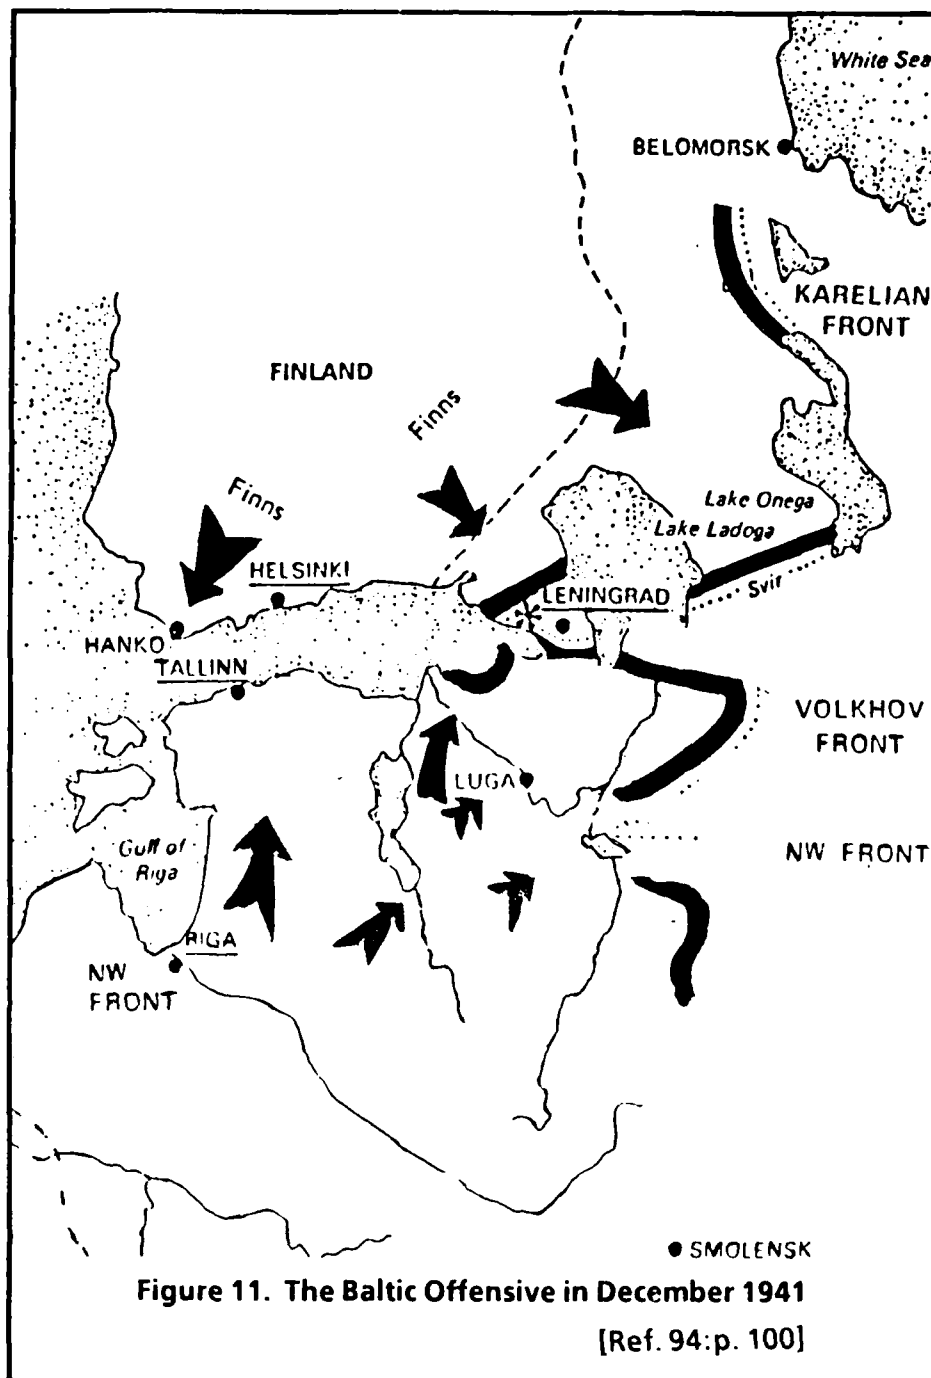 White Sea
BELOMORSK
KARELIAN
FRONT
FINLAND
Finns
Finns
Lake Onega
Lake Ladoga
HELSINKI
LENINGRAD
Svir
HANKO
TALLINN
VOLKHOV
FRONT
LUGA
Gulf of
Riga
NW FRONT
RIGA
NW
FRONT
SMOLENSK
Figure 11. The Baltic Offensive in December 1941
[Ref. 94:p. 100]